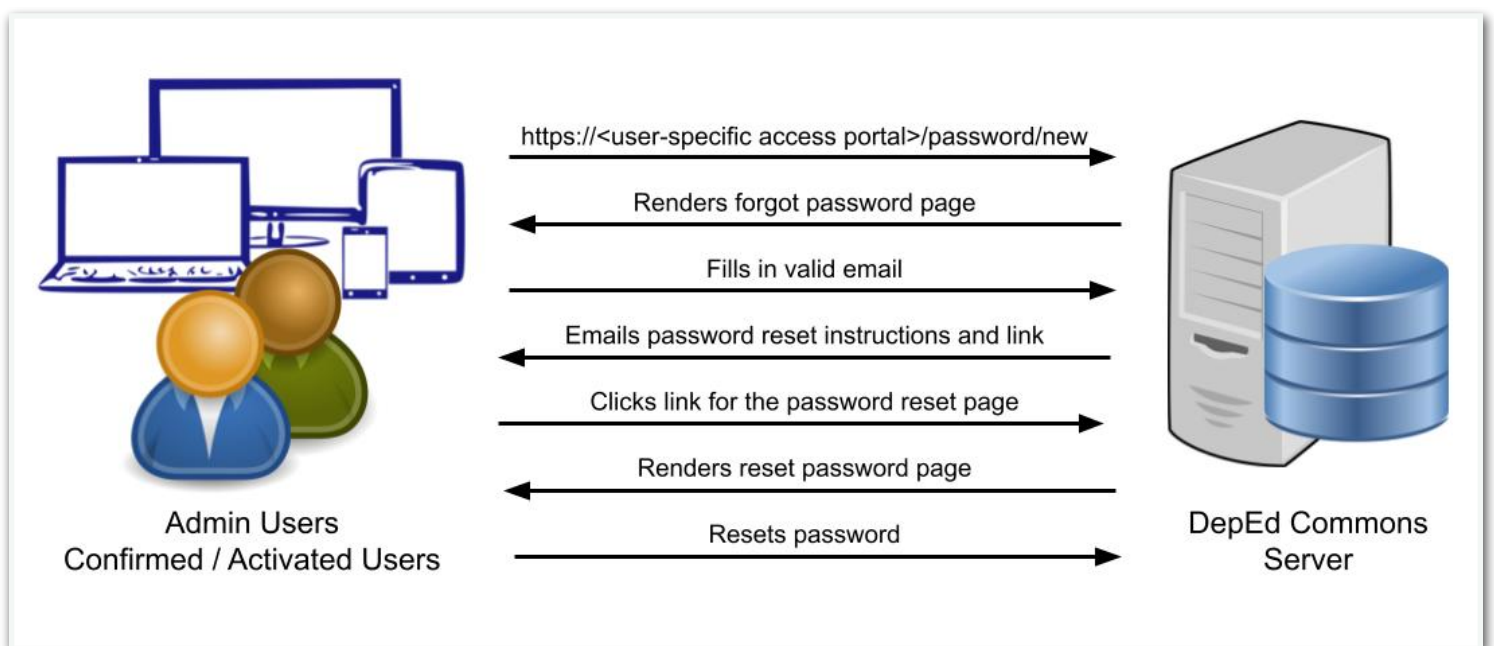 https://<user-specific access portal>/password/new
Renders forgot password page
Fills in valid email
Emails password reset instructions and link
Clicks link for the password reset page
Renders reset password page
Resets password
Admin Users
Confirmed / Activated Users
DepEd Commons
Server